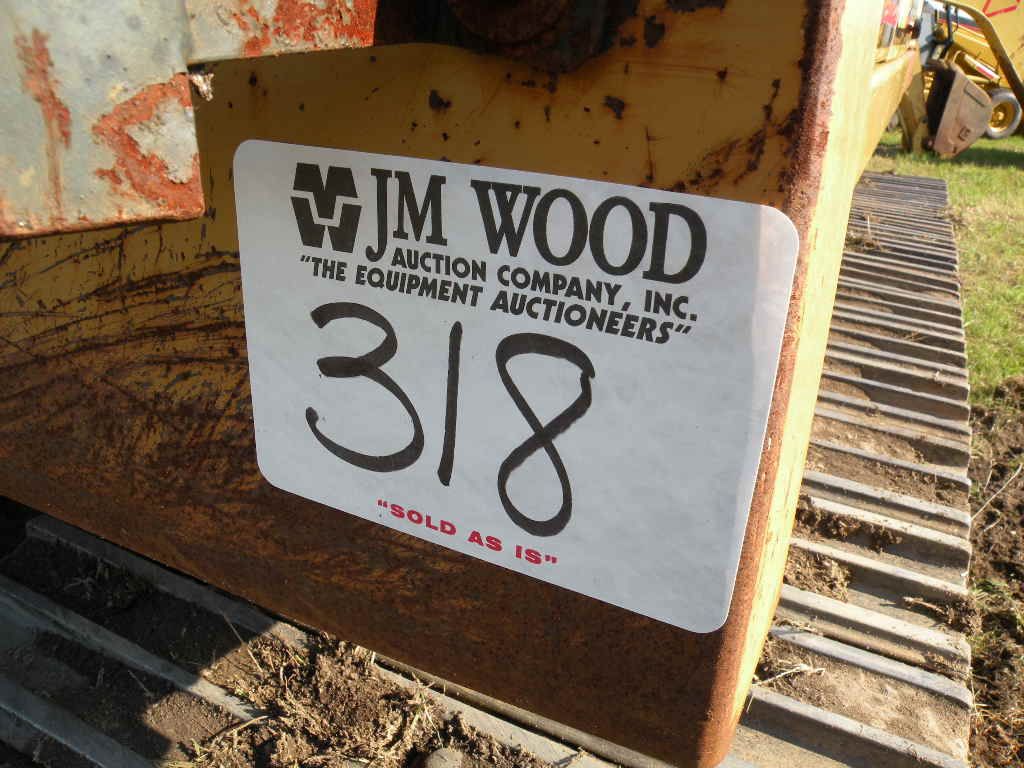 JM WOOD
AUCTION COMPANY, INC.
"THE EQUIPMENT AUCTIONEERS"
318
"SOLD AS IS"